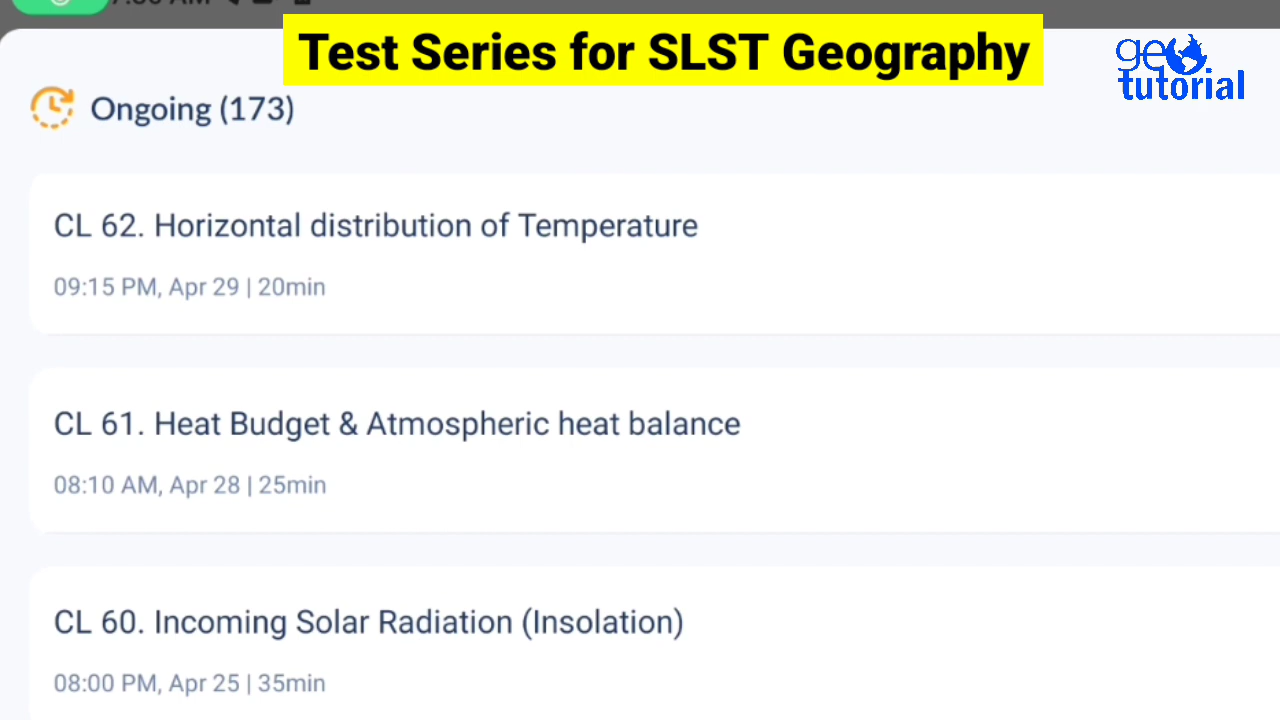 Test Series for SLST Geography
geo
tutorial
Ongoing (173)
CL 62. Horizontal distribution of Temperature
09:15 PM, Apr 29 | 20min
CL 61. Heat Budget & Atmospheric heat balance
08:10 AM, Apr 28 | 25min
CL 60. Incoming Solar Radiation (Insolation)
08:00 PM, Apr 25 | 35min